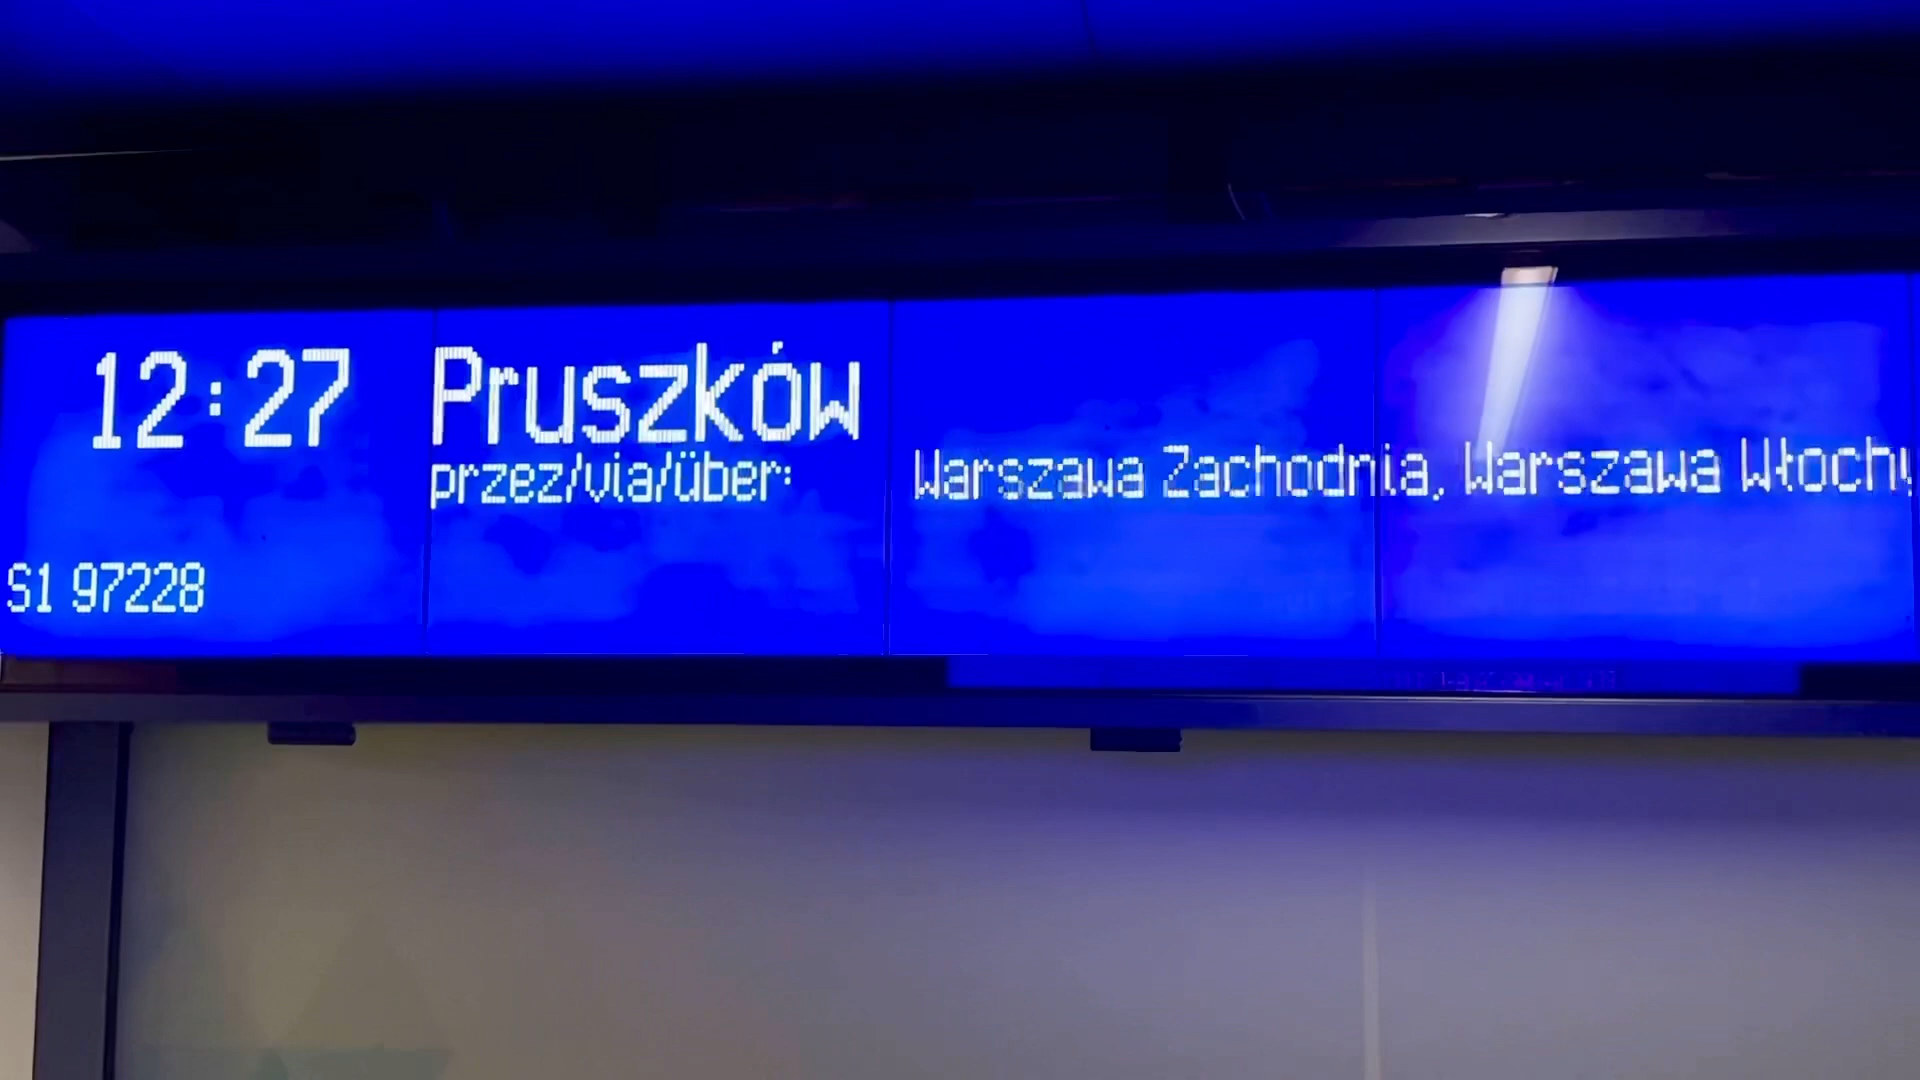 12:27 Pruszków
przez/via/über: Warszawa Zachodnia, Warszawa Włochy
S1 97228